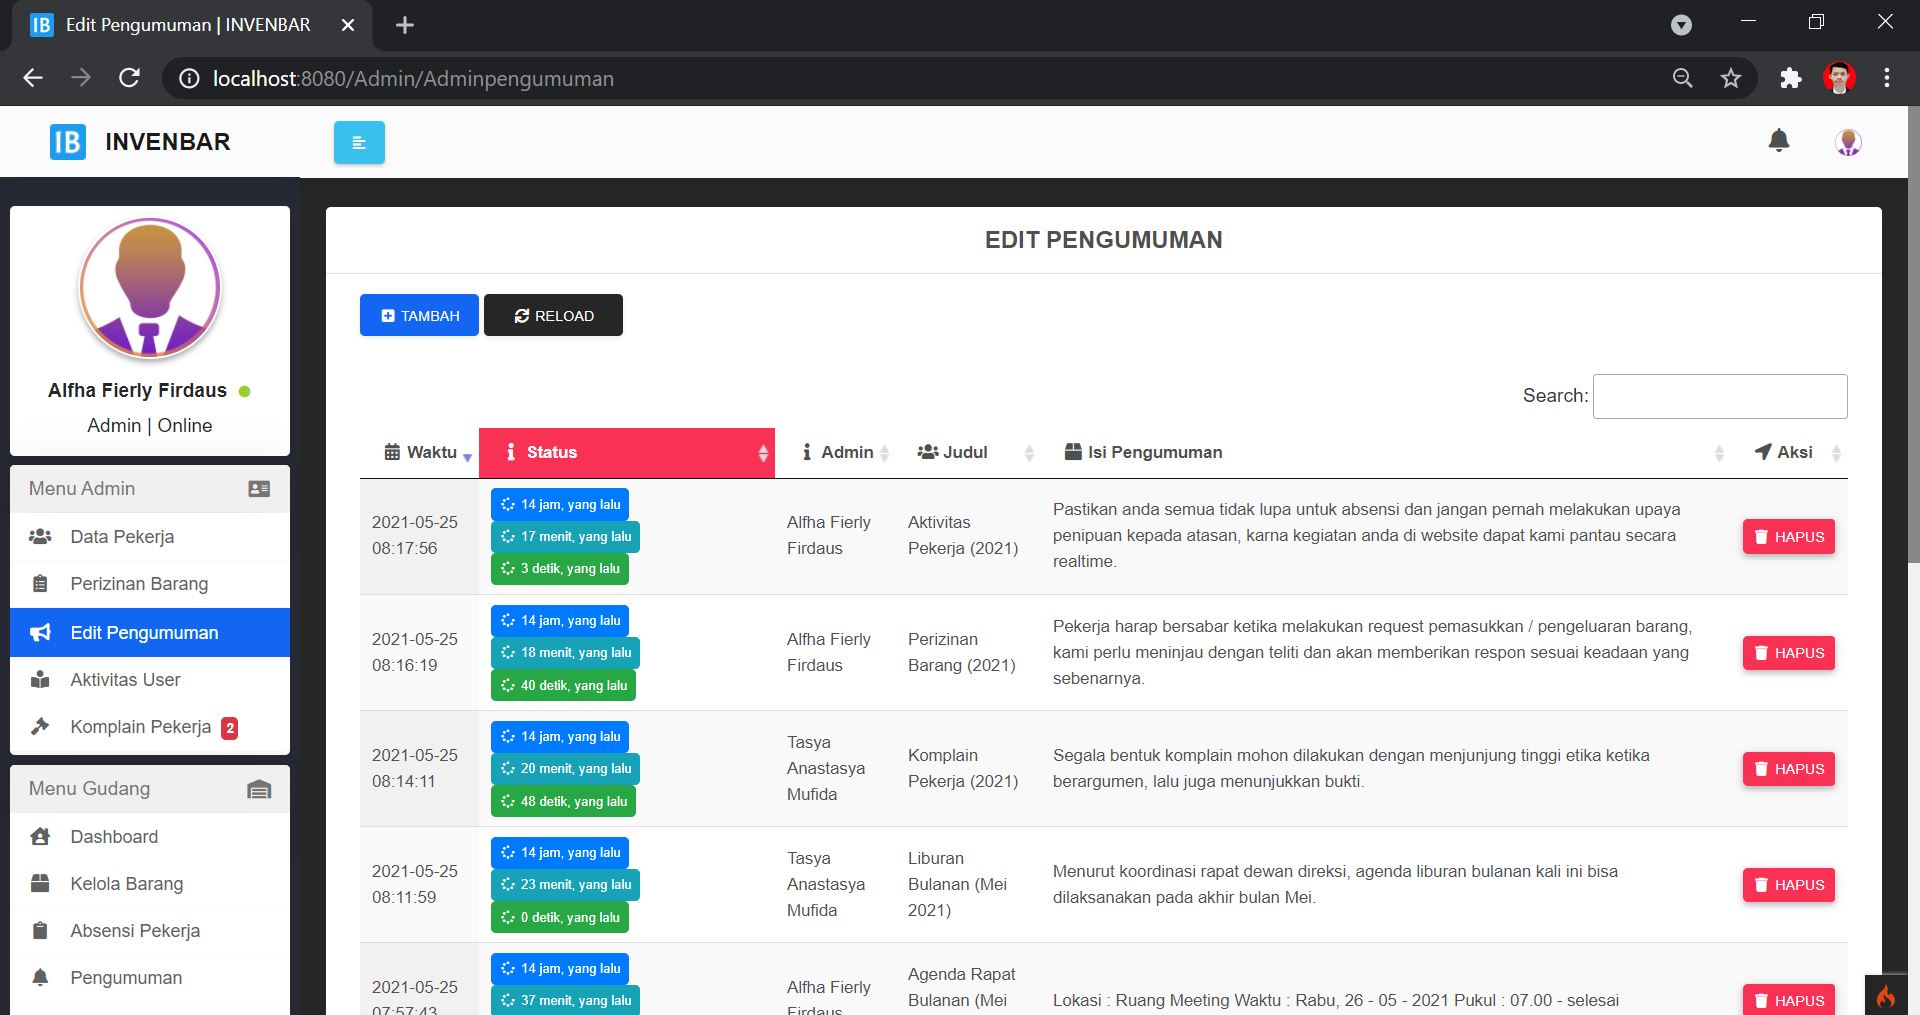 IB Edit Pengumuman | INVENBAR
localhost:8080/Admin/Adminpengumuman
IB INVENBAR
Alfha Fierly Firdaus
Admin | Online
Menu Admin
Data Pekerja
Perizinan Barang
Edit Pengumuman
Aktivitas User
Komplain Pekerja 2
Menu Gudang
Dashboard
Kelola Barang
Absensi Pekerja
Pengumuman
EDIT PENGUMUMAN
TAMBAH RELOAD
Search:
Waktu Status Admin Judul Isi Pengumuman Aksi
2021-05-25
08:17:56
14 jam, yang lalu
17 menit, yang lalu
3 detik, yang lalu
Alfha Fierly
Firdaus
Aktivitas
Pekerja (2021)
Pastikan anda semua tidak lupa untuk absensi dan jangan pernah melakukan upaya
penipuan kepada atasan, karna kegiatan anda di website dapat kami pantau secara
realtime.
HAPUS
2021-05-25
08:16:19
14 jam, yang lalu
18 menit, yang lalu
40 detik, yang lalu
Alfha Fierly
Firdaus
Perizinan
Barang (2021)
Pekerja harap bersabar ketika melakukan request pemasukkan / pengeluaran barang,
kami perlu meninjau dengan teliti dan akan memberikan respon sesuai keadaan yang
sebenarnya.
HAPUS
2021-05-25
08:14:11
14 jam, yang lalu
20 menit, yang lalu
48 detik, yang lalu
Tasya
Anastasya
Mufida
Komplain
Pekerja (2021)
Segala bentuk komplain mohon dilakukan dengan menjunjung tinggi etika ketika
berargumen, lalu juga menunjukkan bukti.
HAPUS
2021-05-25
08:11:59
14 jam, yang lalu
23 menit, yang lalu
0 detik, yang lalu
Tasya
Anastasya
Mufida
Liburan
Bulanan (Mei
2021)
Menurut koordinasi rapat dewan direksi, agenda liburan bulanan kali ini bisa
dilaksanakan pada akhir bulan Mei.
HAPUS
2021-05-25
07:57:43
14 jam, yang lalu
37 menit, yang lalu
Alfha Fierly
Firdaus
Agenda Rapat
Bulanan (Mei
Lokasi : Ruang Meeting Waktu : Rabu, 26 - 05 - 2021 Pukul : 07.00 - selesai
HAPUS